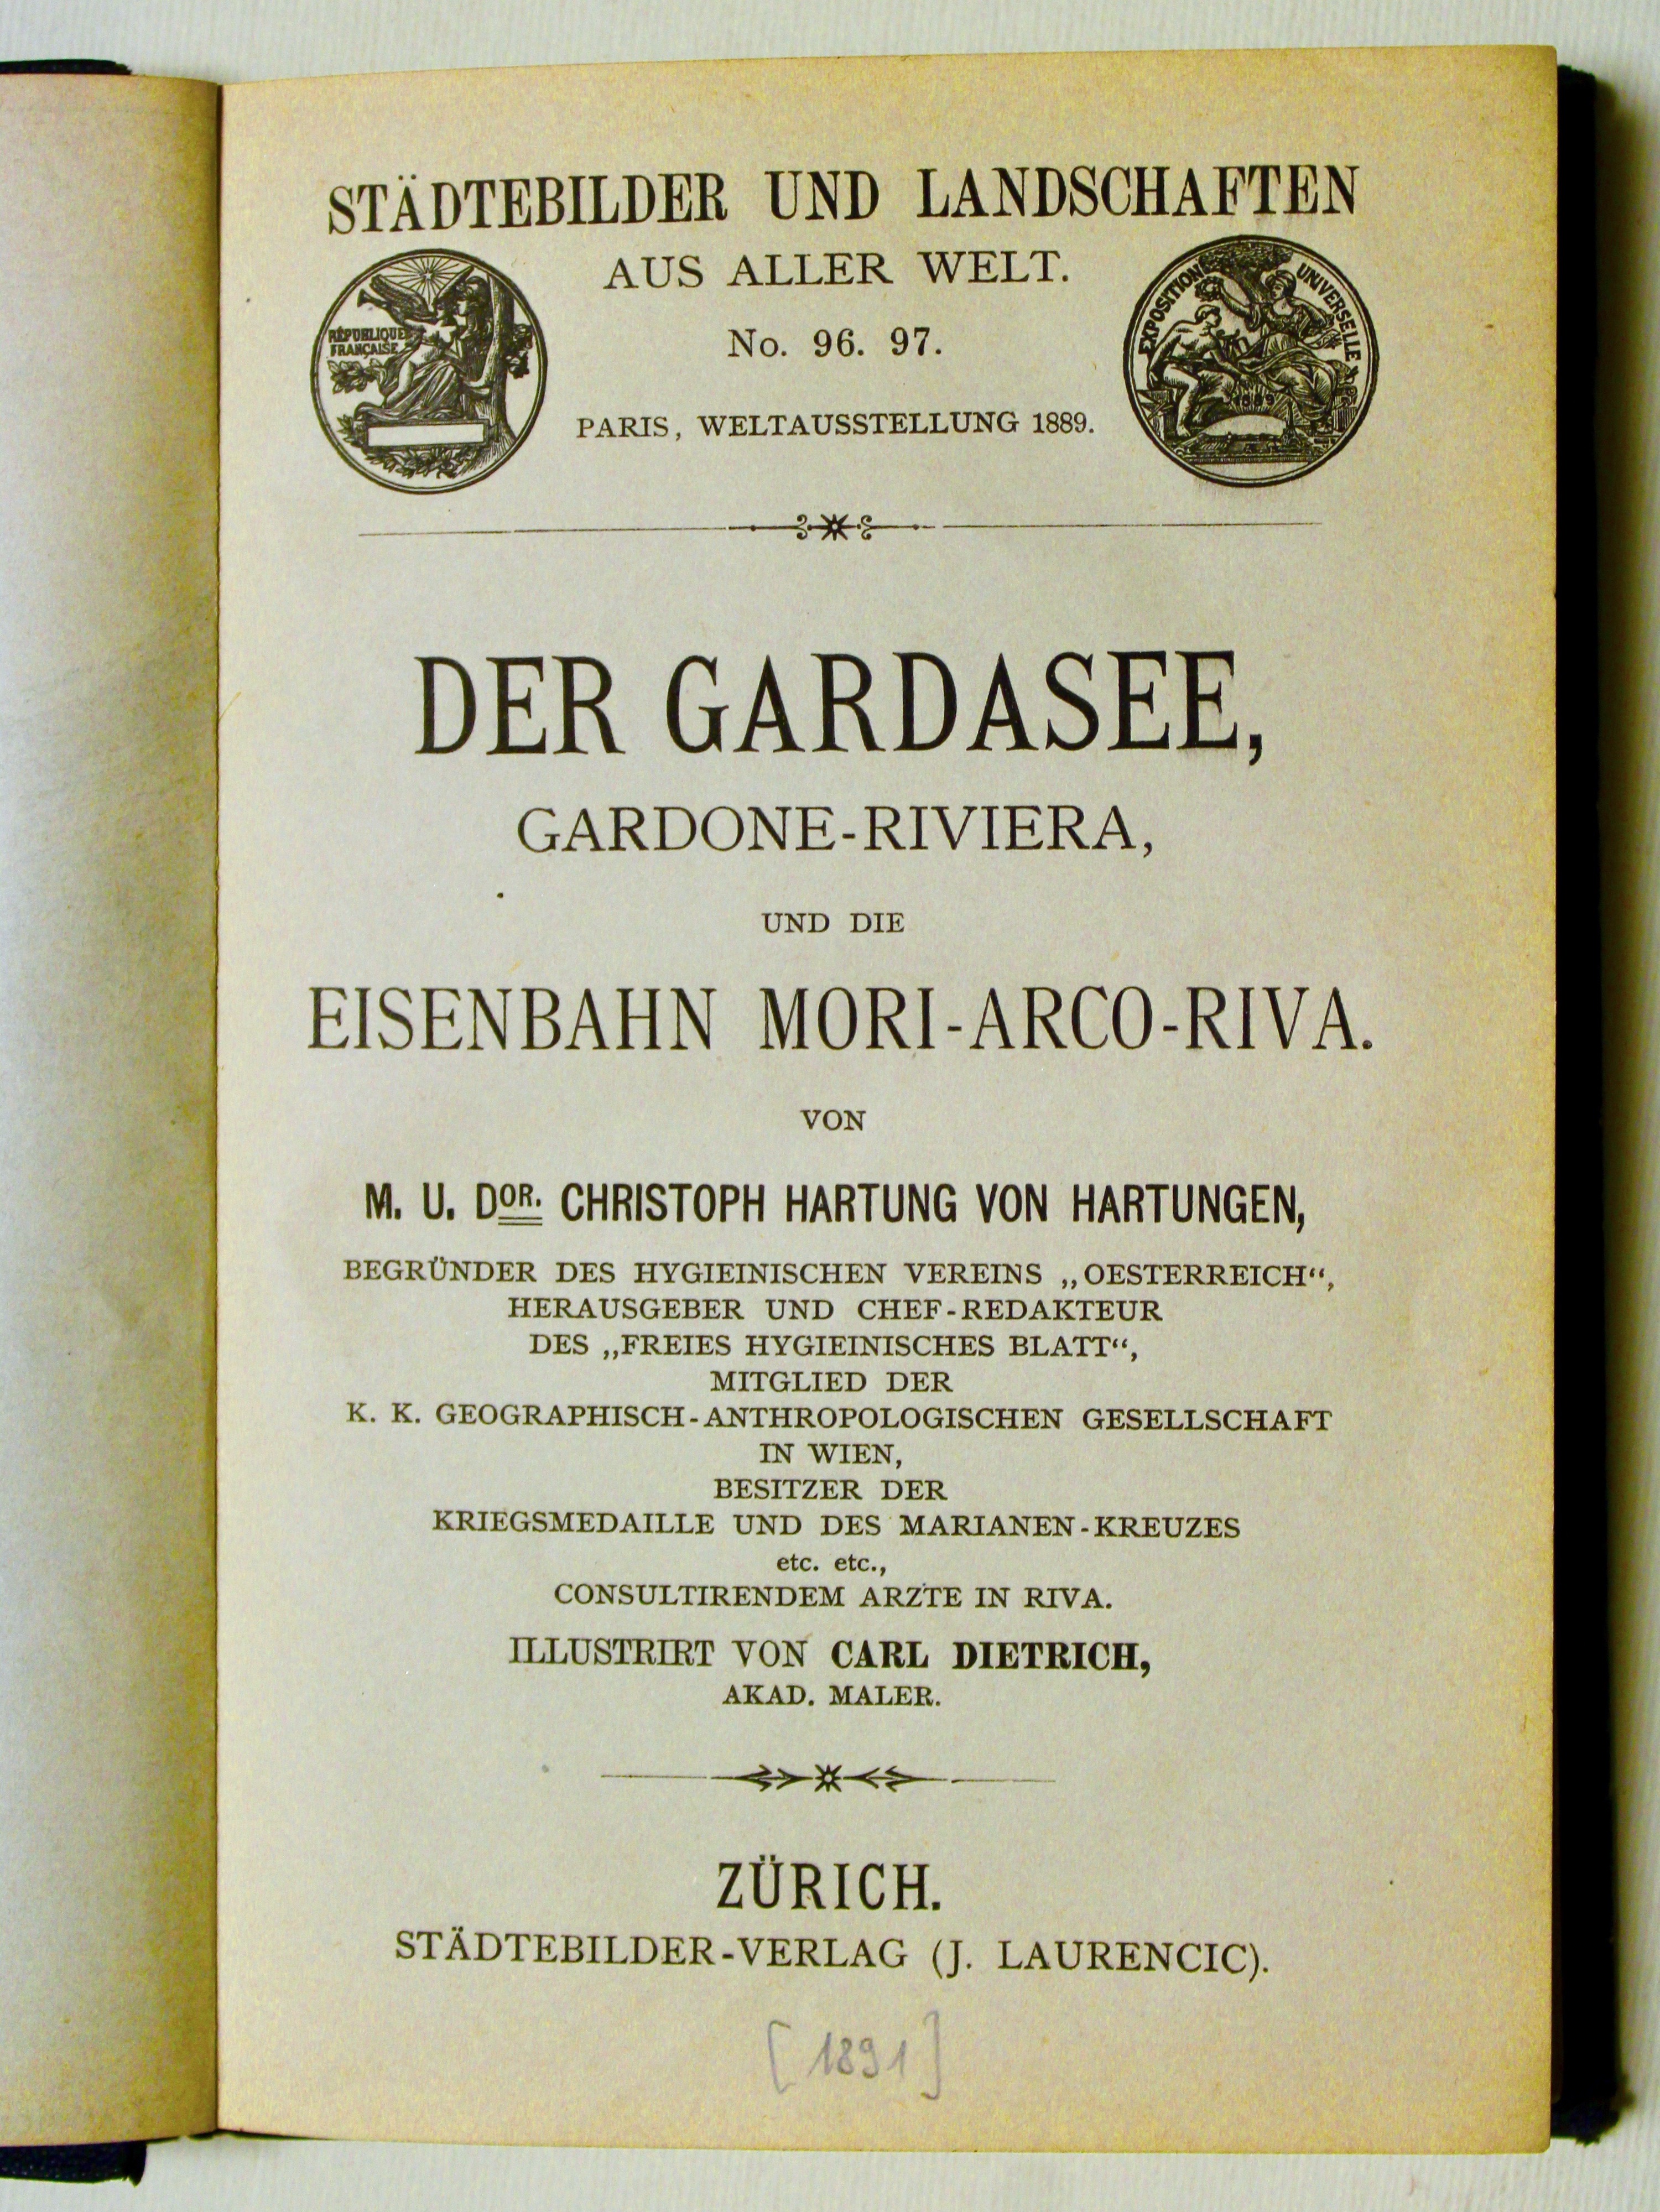 STÄDTEBILDER UND LANDSCHAFTEN
AUS ALLER WELT.
RÉPUBLIQUE
FRANÇAISE
EXPOSITION UNIVERSELLE
1889
No. 96. 97.
PARIS, WELTAUSSTELLUNG 1889.
DER GARDASEE,
GARDONE-RIVIERA,
UND DIE
EISENBAHN MORI-ARCO-RIVA.
VON
M. U. DOR. CHRISTOPH HARTUNG VON HARTUNGEN,
BEGRÜNDER DES HYGIEINISCHEN VEREINS „OESTERREICH“,
HERAUSGEBER UND CHEF-REDAKTEUR
DES „FREIES HYGIEINISCHES BLATT“,
MITGLIED DER
K. K. GEOGRAPHISCH-ANTHROPOLOGISCHEN GESELLSCHAFT
IN WIEN,
BESITZER DER
KRIEGSMEDAILLE UND DES MARIANEN-KREUZES
etc. etc.,
CONSULTIRENDEM ARZTE IN RIVA.
ILLUSTRIRT VON CARL DIETRICH,
AKAD. MALER.
ZÜRICH.
STÄDTEBILDER-VERLAG (J. LAURENCIC).
[1891]